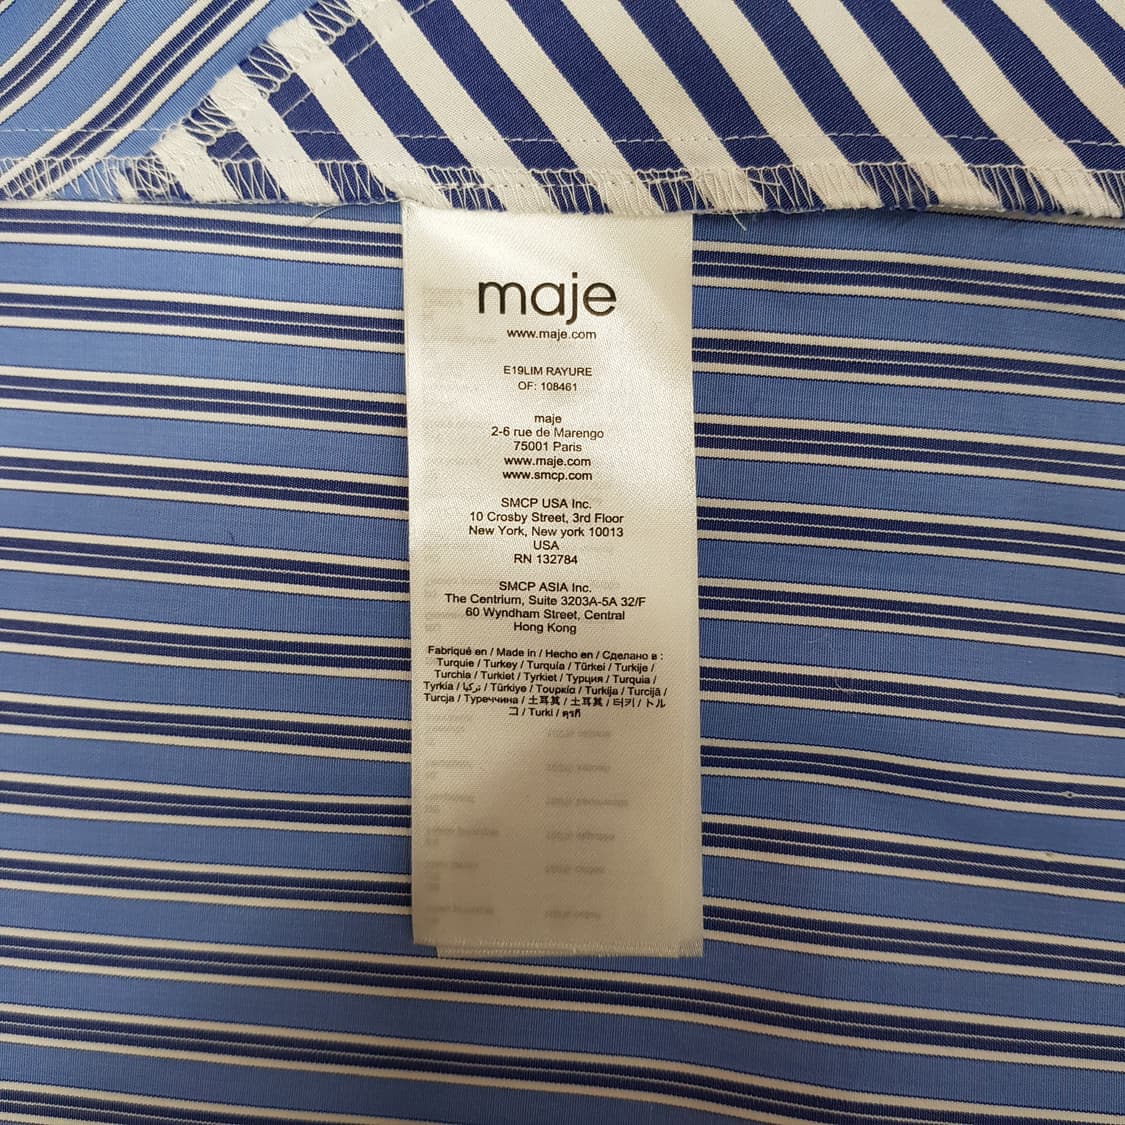 maje
www.maje.com
E19LIM RAYURE
OF: 108461
maje
2-6 rue de Marengo
75001 Paris
www.maje.com
www.smcp.com
SMCP USA Inc.
10 Crosby Street, 3rd Floor
New York, New york 10013
USA
RN 132784
SMCP ASIA Inc.
The Centrium, Suite 3203A-5A 32/F
60 Wyndham Street, Central
Hong Kong
Fabriqué en / Made in / Hecho en / Сделано в :
Turquie / Turkey / Turquía / Türkei / Turkije /
Turchia / Turkiet / Tyrkiet / Турция / Turquia /
Tyrkia / تركيا / Türkiye / Τουρκία / Turkija / Turcijā /
Turcja / Туреччина / 土耳其 / 土耳其 / 터키 / トル
コ / Turki / ตุรกี